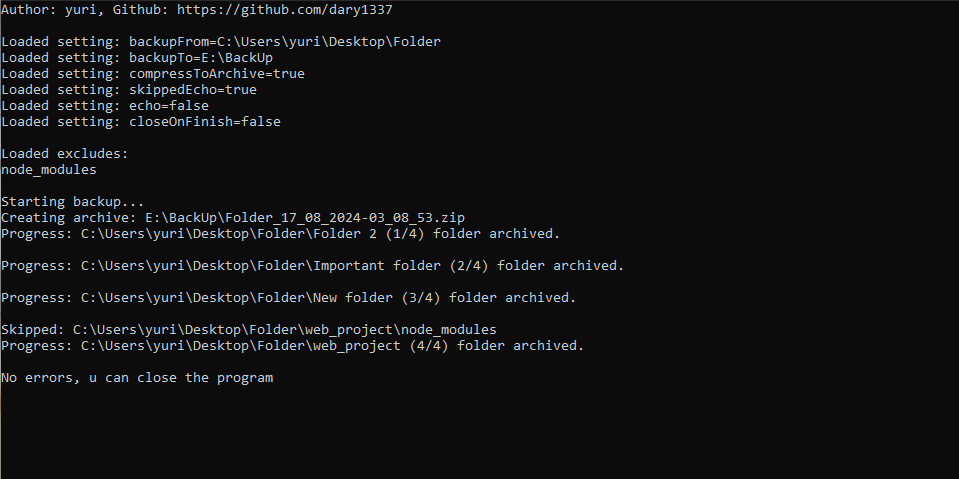 Author: yuri, Github: https://github.com/dary1337
Loaded setting: backupFrom=C:\Users\yuri\Desktop\Folder
Loaded setting: backupTo=E:\BackUp
Loaded setting: compressToArchive=true
Loaded setting: skippedEcho=true
Loaded setting: echo=false
Loaded setting: closeOnFinish=false
Loaded excludes:
node_modules
Starting backup...
Creating archive: E:\BackUp\Folder_17_08_2024-03_08_53.zip
Progress: C:\Users\yuri\Desktop\Folder\Folder 2 (1/4) folder archived.
Progress: C:\Users\yuri\Desktop\Folder\Important folder (2/4) folder archived.
Progress: C:\Users\yuri\Desktop\Folder\New folder (3/4) folder archived.
Skipped: C:\Users\yuri\Desktop\Folder\web_project\node_modules
Progress: C:\Users\yuri\Desktop\Folder\web_project (4/4) folder archived.
No errors, u can close the program